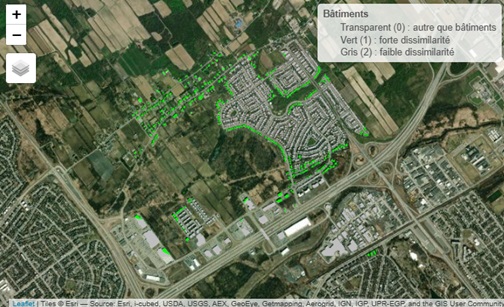 +
Bâtiments
Transparent (0) : autre que bâtiments
Vert (1) : forte dissimilarité
−
Gris (2) : faible dissimilarité
Leaflet | Tiles © Esri — Source: Esri, i-cubed, USDA, USGS, AEX, GeoEye, Getmapping, Aerogrid, IGN, IGP, UPR-EGP, and the GIS User Community